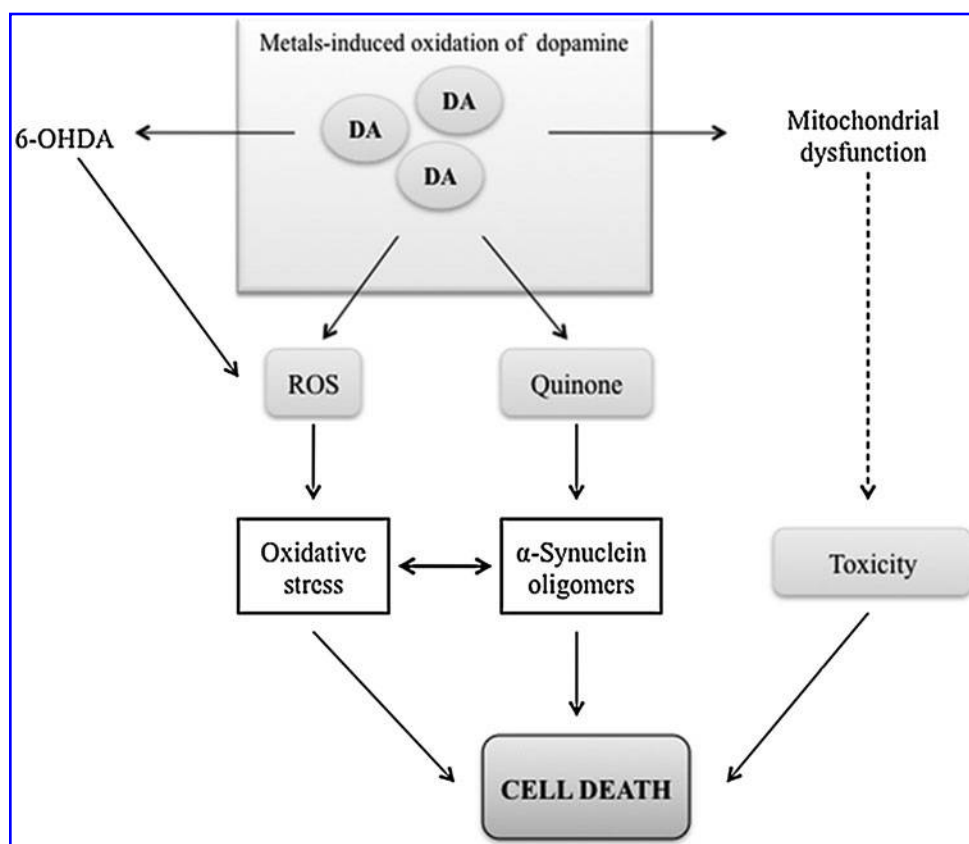 Metals-induced oxidation of dopamine
DA
DA
DA
6-OHDA
Mitochondrial
dysfunction
ROS
Quinone
Oxidative
stress
α-Synuclein
oligomers
Toxicity
CELL DEATH